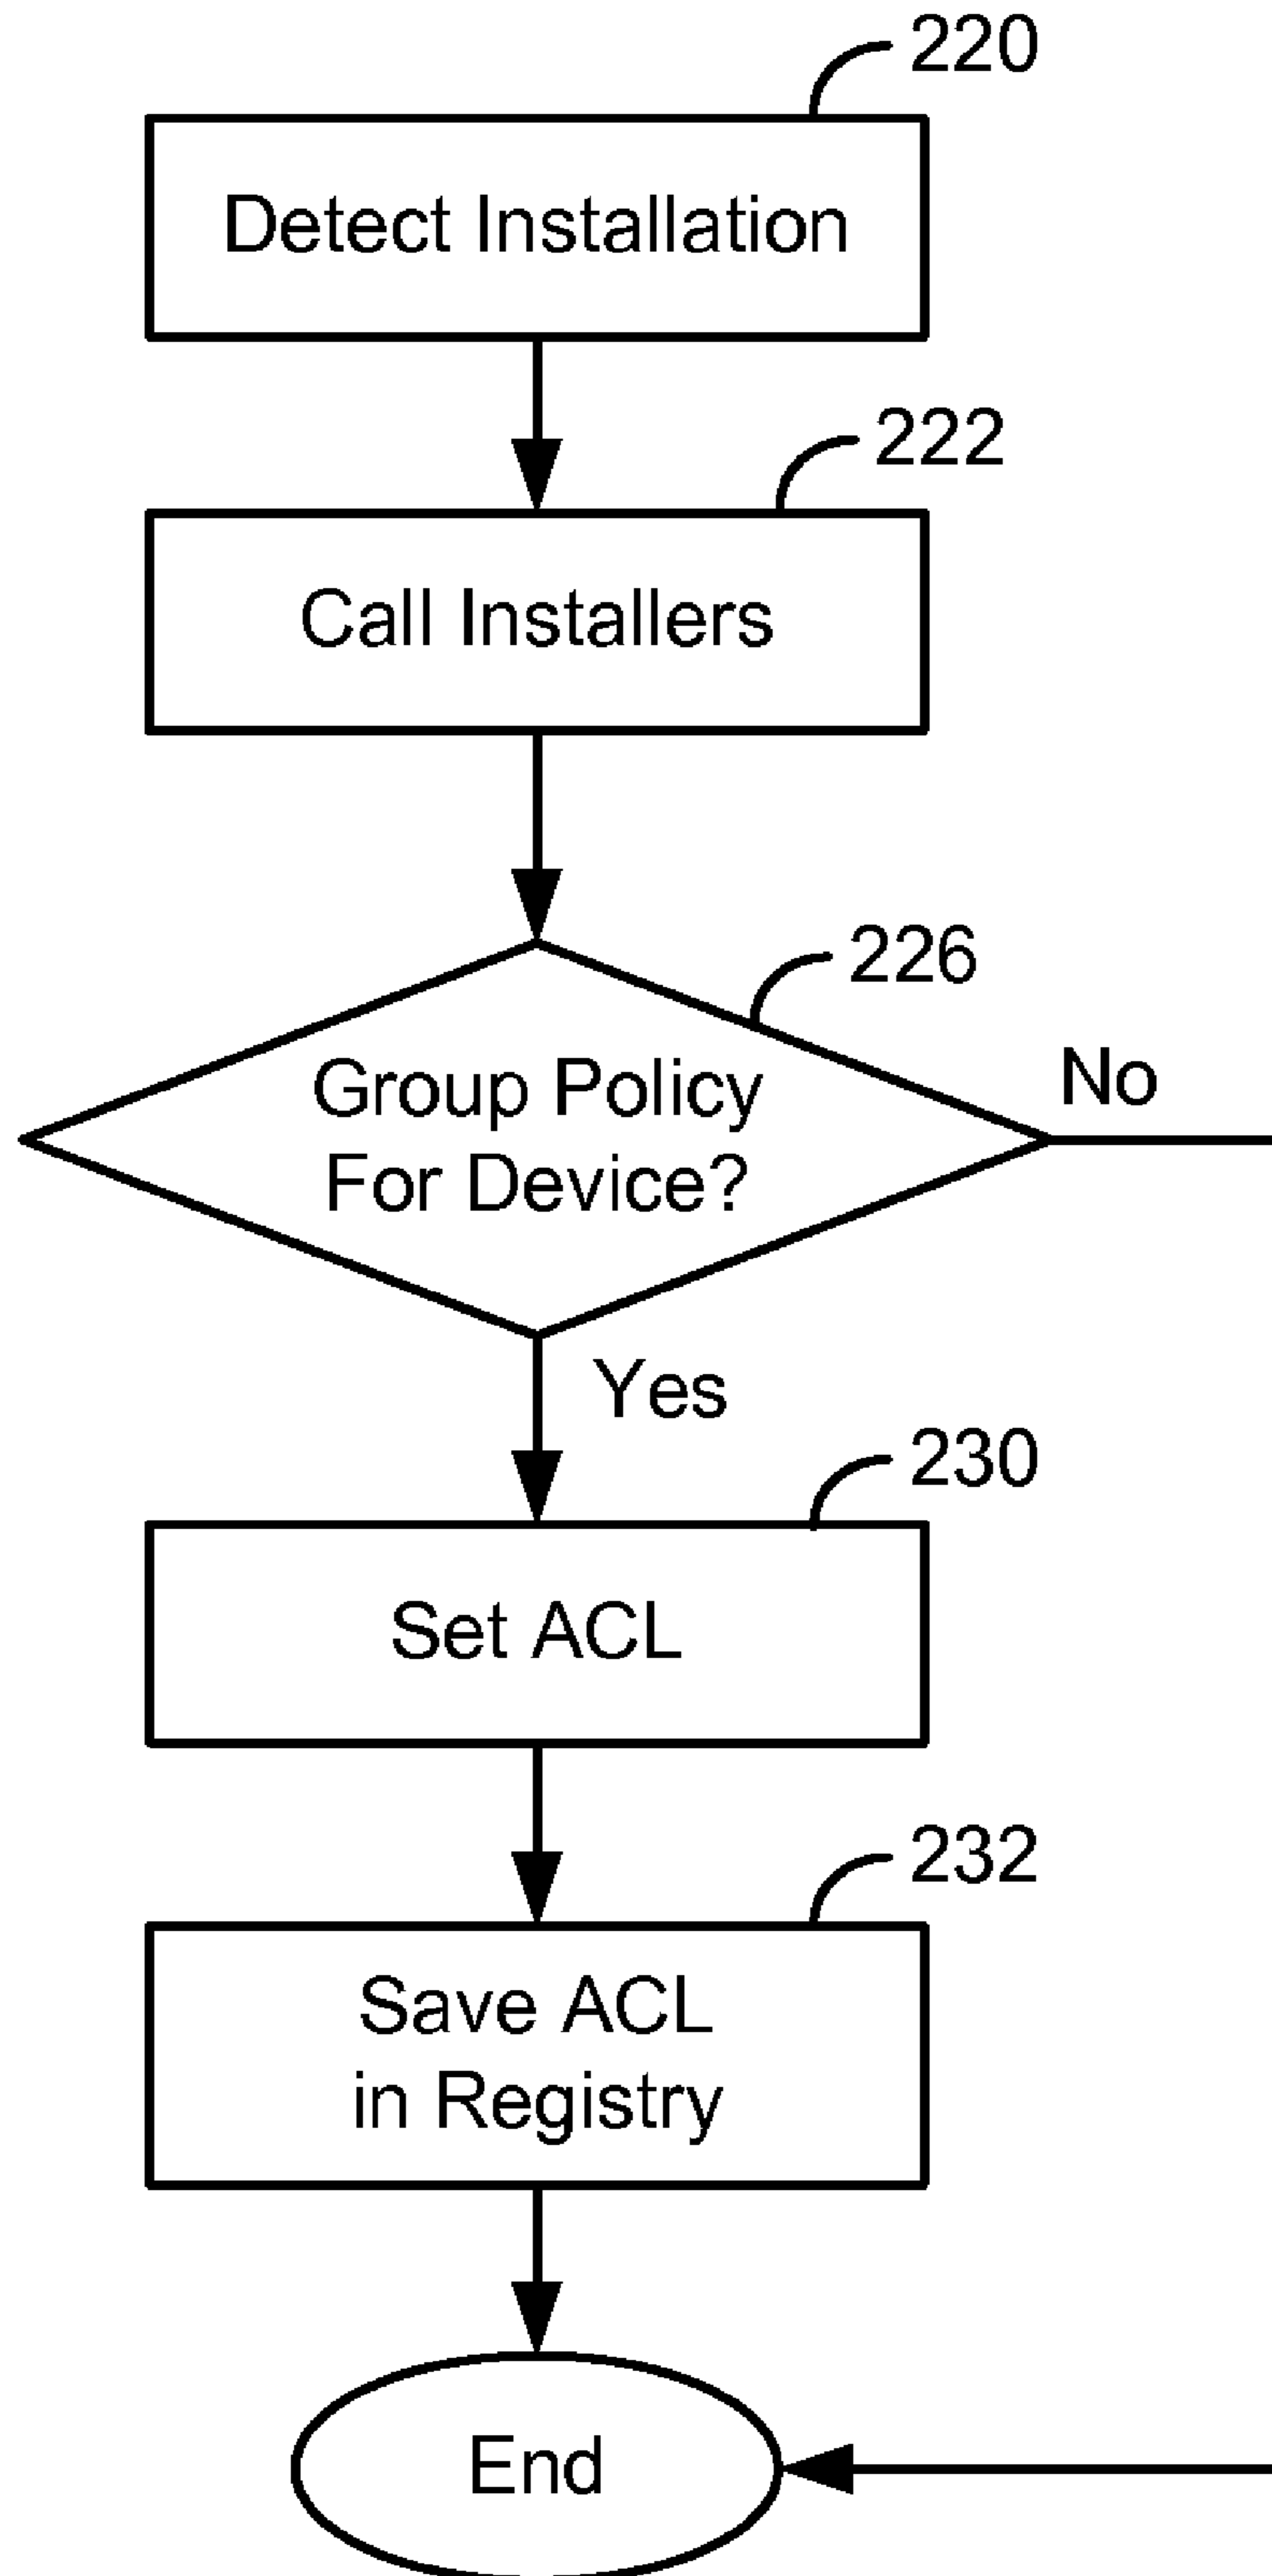 220
Detect Installation
222
Call Installers
226
Group Policy
For Device?
No
Yes
230
Set ACL
232
Save ACL
in Registry
End